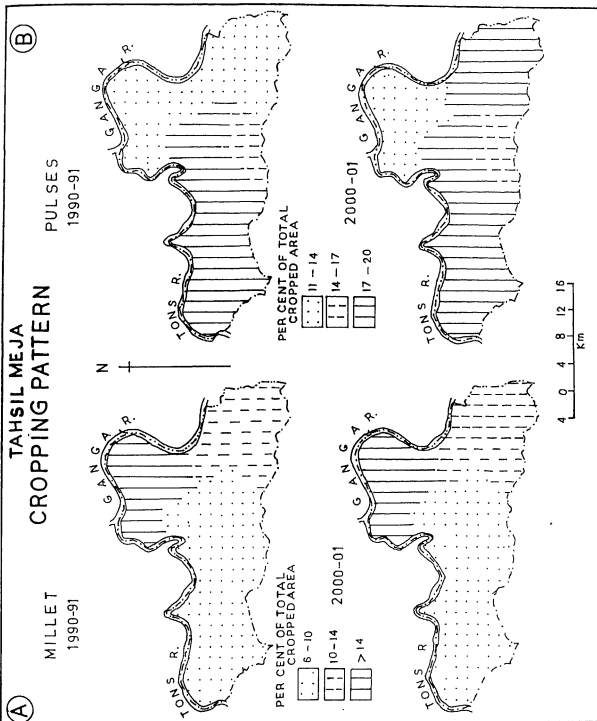 TAHSIL MEJA
CROPPING PATTERN
A
MILLET
1990-91
GANGA R.
TONS R.
PER CENT OF TOTAL
CROPPED AREA
6-10
10-14
>14
2000-01
GANGA R.
TONS R
N
B
PULSES
1990-91
GANGA R.
TONS R.
PER CENT OF TOTAL
CROPPED AREA
11-14
14-17
17-20
2000-01
GANGA R.
TONS R.
4 0 4 8 12 16
Km